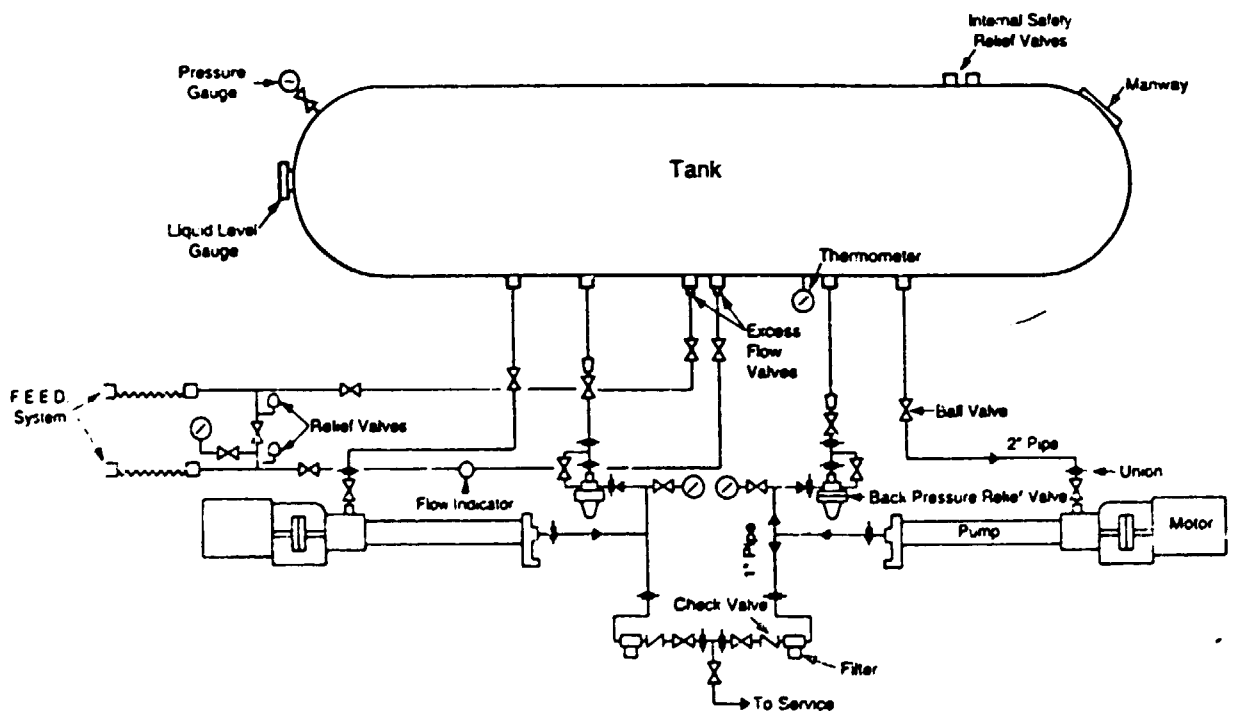 Internal Safety
Relief Valves
Pressure
Gauge
Manway
Tank
Liquid Level
Gauge
Thermometer
Excess
Flow
Valves
F.E.E.D.
System
Relief Valves
Ball Valve
2" Pipe
Union
Flow Indicator
Back Pressure Relief Valve
Pump
Motor
1" Pipe
Check Valve
Filter
To Service